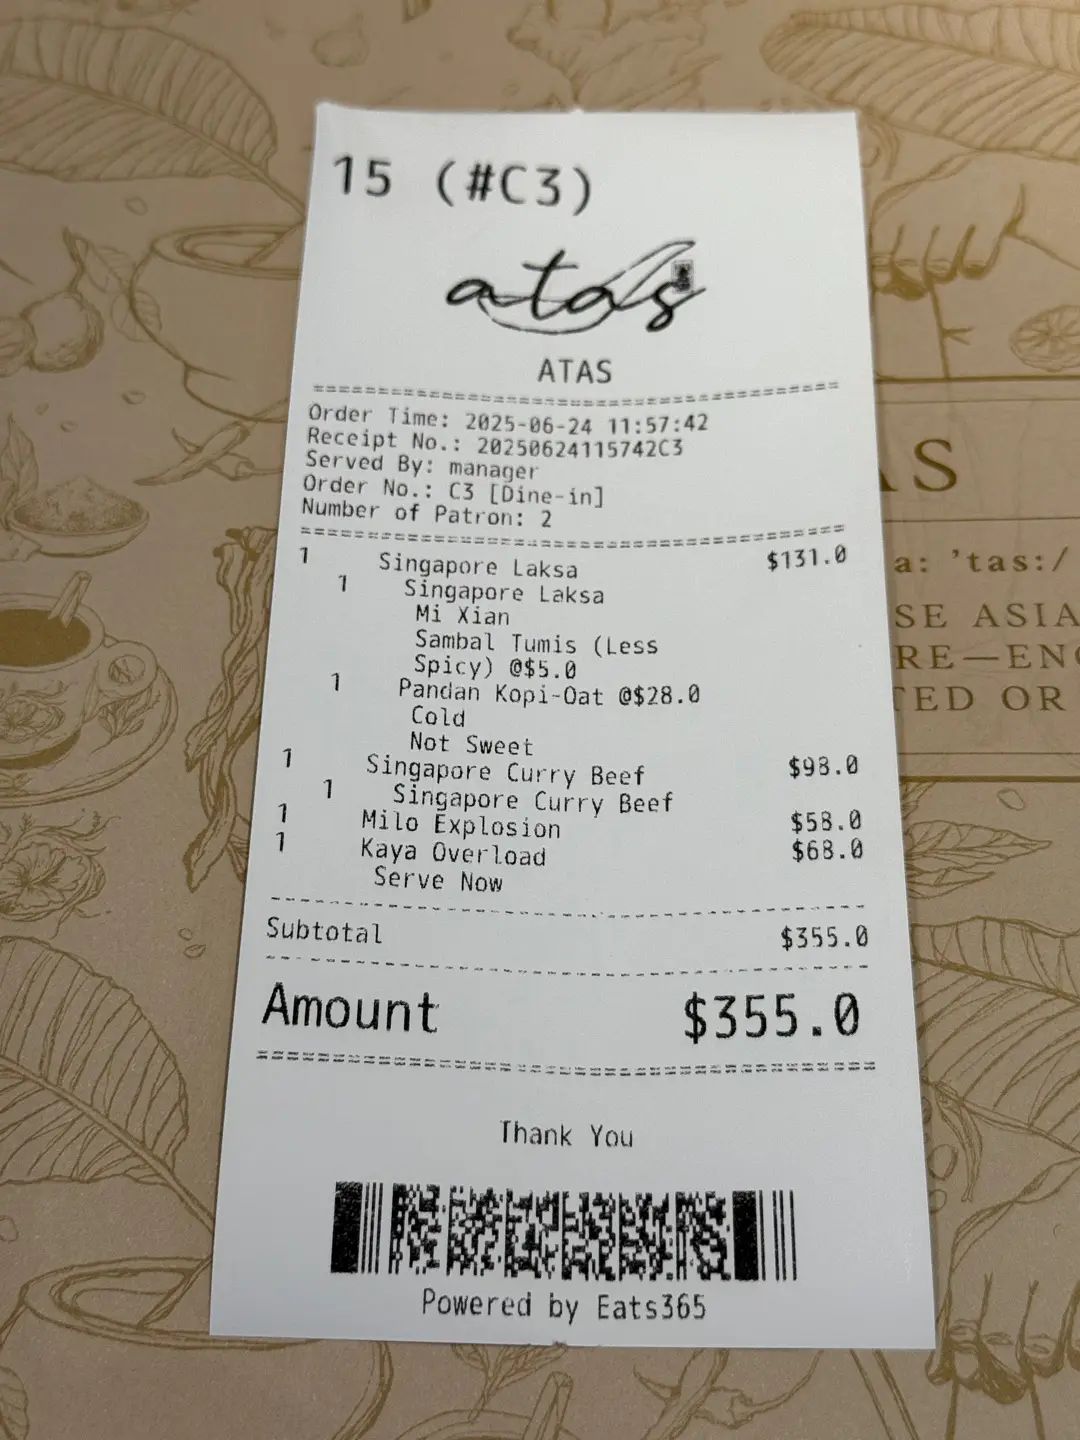 15 (#C3)
atas
ATAS
Order Time: 2025-06-24 11:57:42
Receipt No.: 20250624115742C3
Served By: manager
Order No.: C3 [Dine-in]
Number of Patron: 2
1 Singapore Laksa $131.0
1 Singapore Laksa
Mi Xian
Sambal Tumis (Less
Spicy) @$5.0
1 Pandan Kopi-Oat @$28.0
Cold
Not Sweet
1 Singapore Curry Beef $98.0
1 Singapore Curry Beef
1 Milo Explosion $58.0
1 Kaya Overload $68.0
Serve Now
Subtotal $355.0
Amount $355.0
Thank You
Powered by Eats365
AS
a: 'tas:/
SE ASIA
RE—EN
TED OR